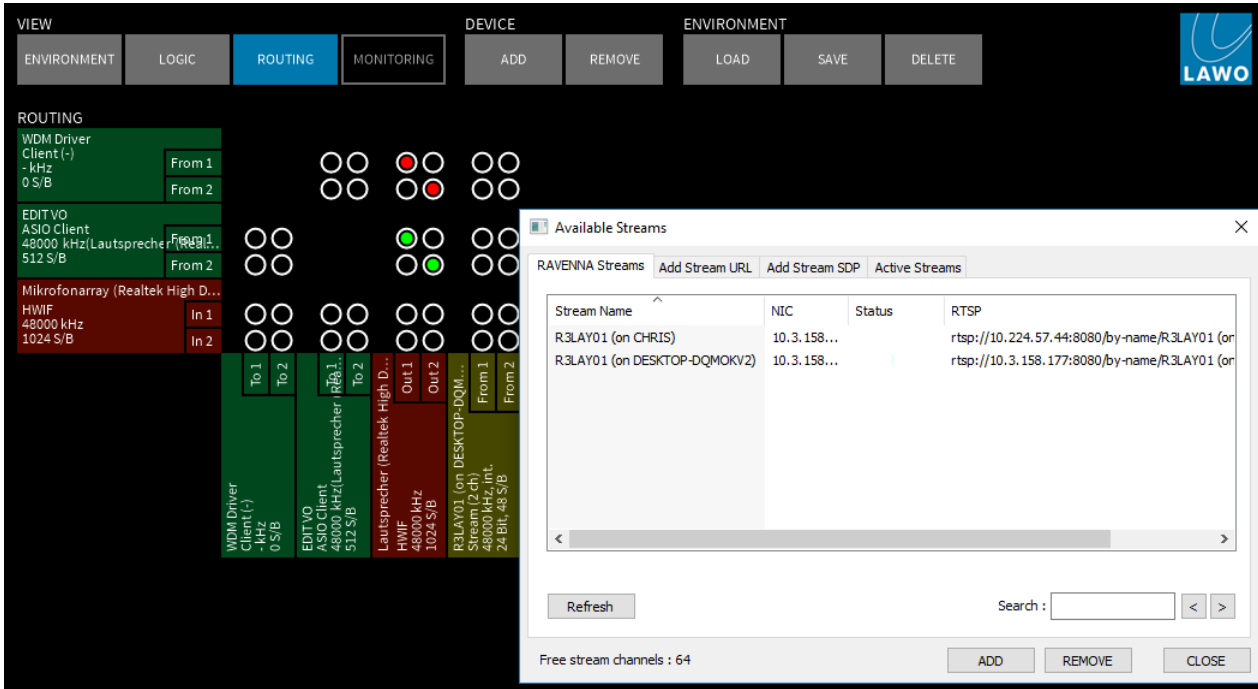 VIEW
DEVICE
ENVIRONMENT
ENVIRONMENT
LOGIC
ROUTING
MONITORING
ADD
REMOVE
LOAD
SAVE
DELETE
LAWO
ROUTING
WDM Driver
Client (-)
- kHz
0 S/B
From 1
From 2
EDIT VO
ASIO Client
48000 kHz(Lautsprecher (Real...
512 S/B
From 1
From 2
Mikrofonarray (Realtek High D...
HWIF
48000 kHz
1024 S/B
In 1
In 2
To 1
To 2
WDM Driver
Client (-)
- kHz
0 S/B
To 1
To 2
EDIT VO
ASIO Client
48000 kHz(Lautsprecher (Rea...
512 S/B
Out 1
Out 2
Lautsprecher (Realtek High D...
HWIF
48000 kHz
1024 S/B
From 1
From 2
R3LAY01 (on DESKTOP-DQM...
Stream (2 ch)
48000 kHz, int.
24 Bit, 48 S/B
Available Streams
RAVENNA Streams
Add Stream URL
Add Stream SDP
Active Streams
Stream Name
NIC
Status
RTSP
R3LAY01 (on CHRIS)
10.3.158...
rtsp://10.224.57.44:8080/by-name/R3LAY01 (or
R3LAY01 (on DESKTOP-DQMOKV2)
10.3.158...
rtsp://10.3.158.177:8080/by-name/R3LAY01 (or
Refresh
Search :
<
>
Free stream channels : 64
ADD
REMOVE
CLOSE